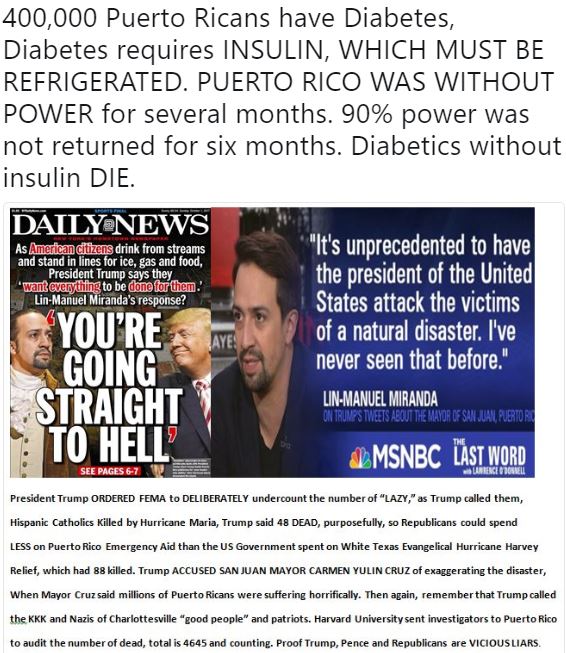 400,000 Puerto Ricans have Diabetes,
Diabetes requires INSULIN, WHICH MUST BE
REFRIGERATED. PUERTO RICO WAS WITHOUT
POWER for several months. 90% power was
not returned for six months. Diabetics without
insulin DIE.
SPORTS FINAL
DAILY NEWS
As American citizens drink from streams
and stand in lines for ice, gas and food,
President Trump says they
'want everything to be done for them.'
Lin-Manuel Miranda's response?
'YOU'RE
GOING
STRAIGHT
TO HELL'
SEE PAGES 6-7
AYES
"It's unprecedented to have
the president of the United
States attack the victims
of a natural disaster. I've
never seen that before."
LIN-MANUEL MIRANDA
ON TRUMP'S TWEETS ABOUT THE MAYOR OF SAN JUAN, PUERTO RIC
MSNBC THE LAST WORD
with LAWRENCE O'DONNELL
President Trump ORDERED FEMA to DELIBERATELY undercount the number of "LAZY," as Trump called them,
Hispanic Catholics Killed by Hurricane Maria, Trump said 48 DEAD, purposefully, so Republicans could spend
LESS on Puerto Rico Emergency Aid than the US Government spent on White Texas Evangelical Hurricane Harvey
Relief, which had 88 killed. Trump ACCUSED SAN JUAN MAYOR CARMEN YULIN CRUZ of exaggerating the disaster,
When Mayor Cruz said millions of Puerto Ricans were suffering horrifically. Then again, remember that Trump called
the KKK and Nazis of Charlottesville "good people" and patriots. Harvard University sent investigators to Puerto Rico
to audit the number of dead, total is 4645 and counting. Proof Trump, Pence and Republicans are VICIOUS LIARS.